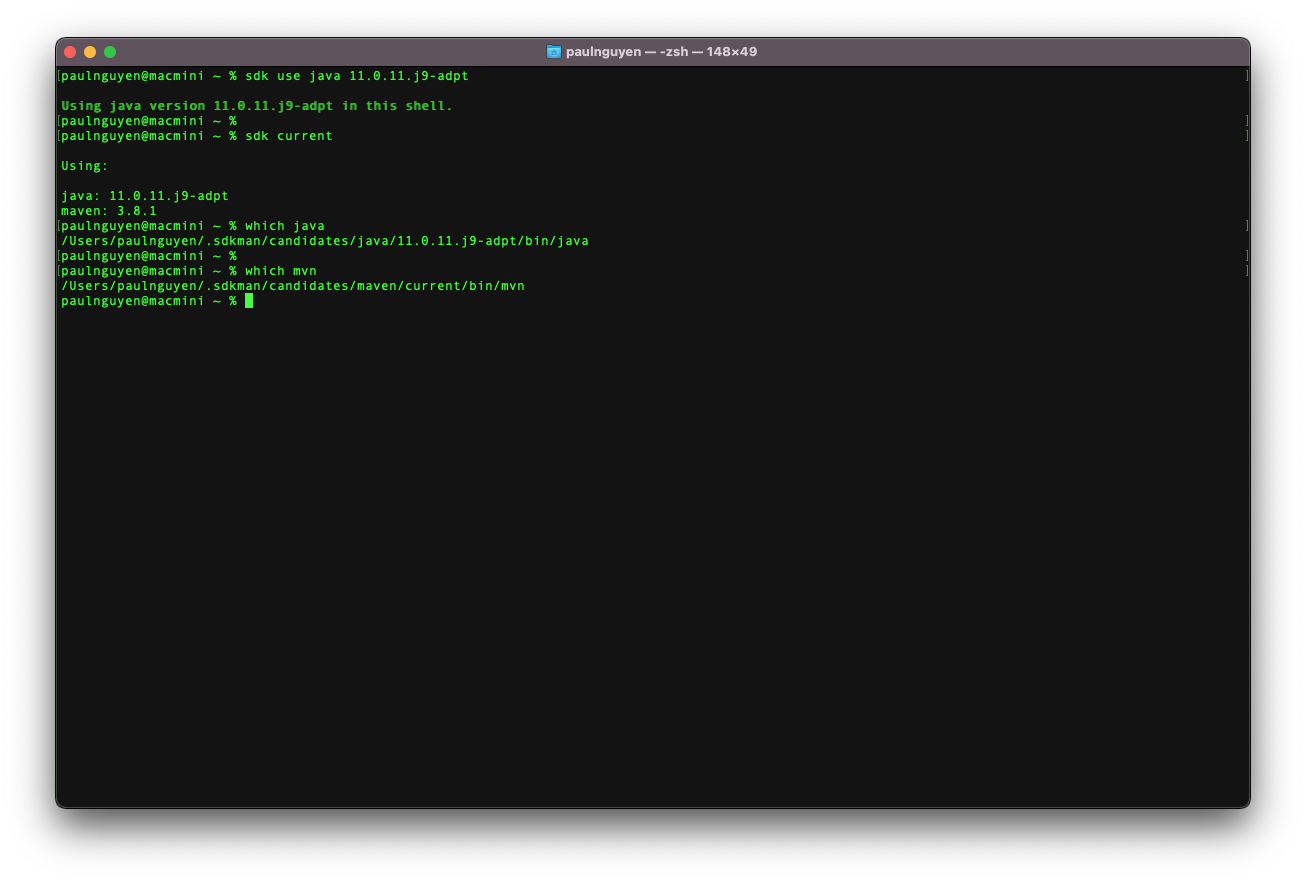 paulnguyen — -zsh — 148×49
[paulnguyen@macmini ~ % sdk use java 11.0.11.j9-adpt ]
Using java version 11.0.11.j9-adpt in this shell.
[paulnguyen@macmini ~ % ]
[paulnguyen@macmini ~ % sdk current ]
Using:
java: 11.0.11.j9-adpt
maven: 3.8.1
[paulnguyen@macmini ~ % which java ]
/Users/paulnguyen/.sdkman/candidates/java/11.0.11.j9-adpt/bin/java
[paulnguyen@macmini ~ % ]
[paulnguyen@macmini ~ % which mvn ]
/Users/paulnguyen/.sdkman/candidates/maven/current/bin/mvn
paulnguyen@macmini ~ %